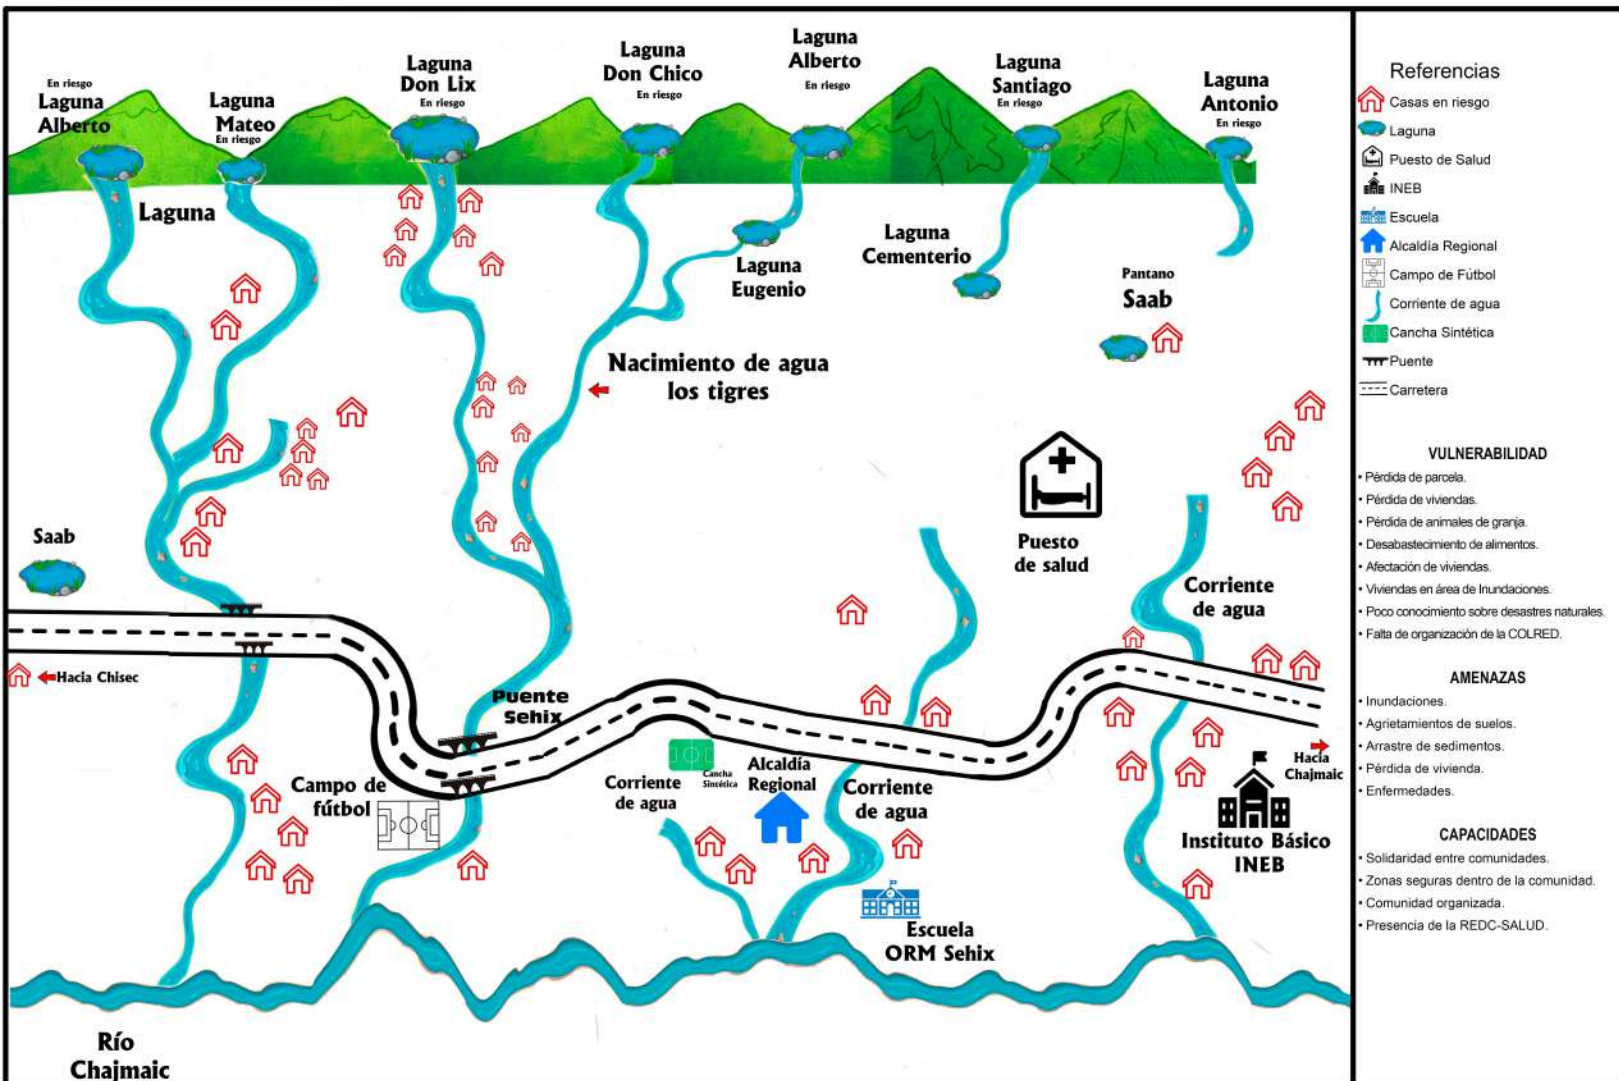 En riesgo
Laguna
Alberto
Laguna
Mateo
En riesgo
Laguna
Don Lix
En riesgo
Laguna
Don Chico
En riesgo
Laguna
Alberto
En riesgo
Laguna
Santiago
En riesgo
Laguna
Antonio
En riesgo
Laguna
Laguna
Eugenio
Laguna
Cementerio
Pantano
Saab
Nacimiento de agua
los tigres
Saab
Puesto
de salud
Corriente
de agua
Hacia Chisec
Puente
Sehix
Campo de
fútbol
Corriente
de agua
Cancha
Sintética
Alcaldía
Regional
Corriente
de agua
Hacia
Chajmaic
Instituto Básico
INEB
Escuela
ORM Sehix
Río
Chajmaic
Referencias
Casas en riesgo
Laguna
Puesto de Salud
INEB
Escuela
Alcaldía Regional
Campo de Fútbol
Corriente de agua
Cancha Sintética
Puente
Carretera
VULNERABILIDAD
• Pérdida de parcela.
• Pérdida de viviendas.
• Pérdida de animales de granja.
• Desabastecimiento de alimentos.
• Afectación de viviendas.
• Viviendas en área de Inundaciones.
• Poco conocimiento sobre desastres naturales.
• Falta de organización de la COLRED.
AMENAZAS
• Inundaciones.
• Agrietamientos de suelos.
• Arrastre de sedimentos.
• Pérdida de vivienda.
• Enfermedades.
CAPACIDADES
• Solidaridad entre comunidades.
• Zonas seguras dentro de la comunidad.
• Comunidad organizada.
• Presencia de la REDC-SALUD.